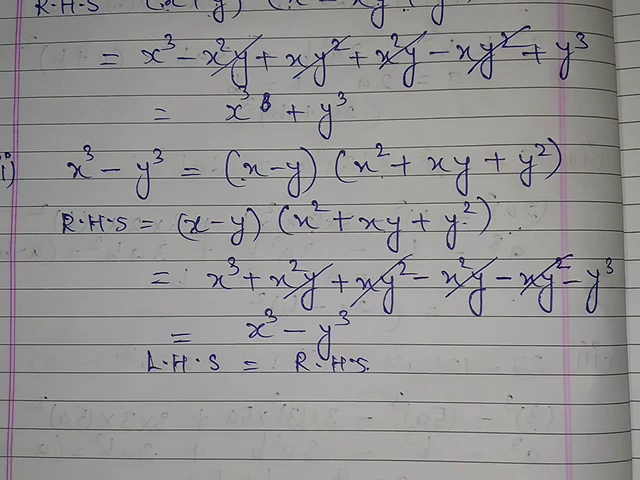 R.H.S (x+y) (x - xy + y
= x³ - x²y + xy² + x²y - xy² + y³
= x³ + y³
ii) x³ - y³ = (x-y) (x² + xy + y²)
R.H.S = (x-y) (x² + xy + y²)
= x³ + x²y + xy² - x²y - xy² - y³
= x³ - y³
L.H.S = R.H.S.